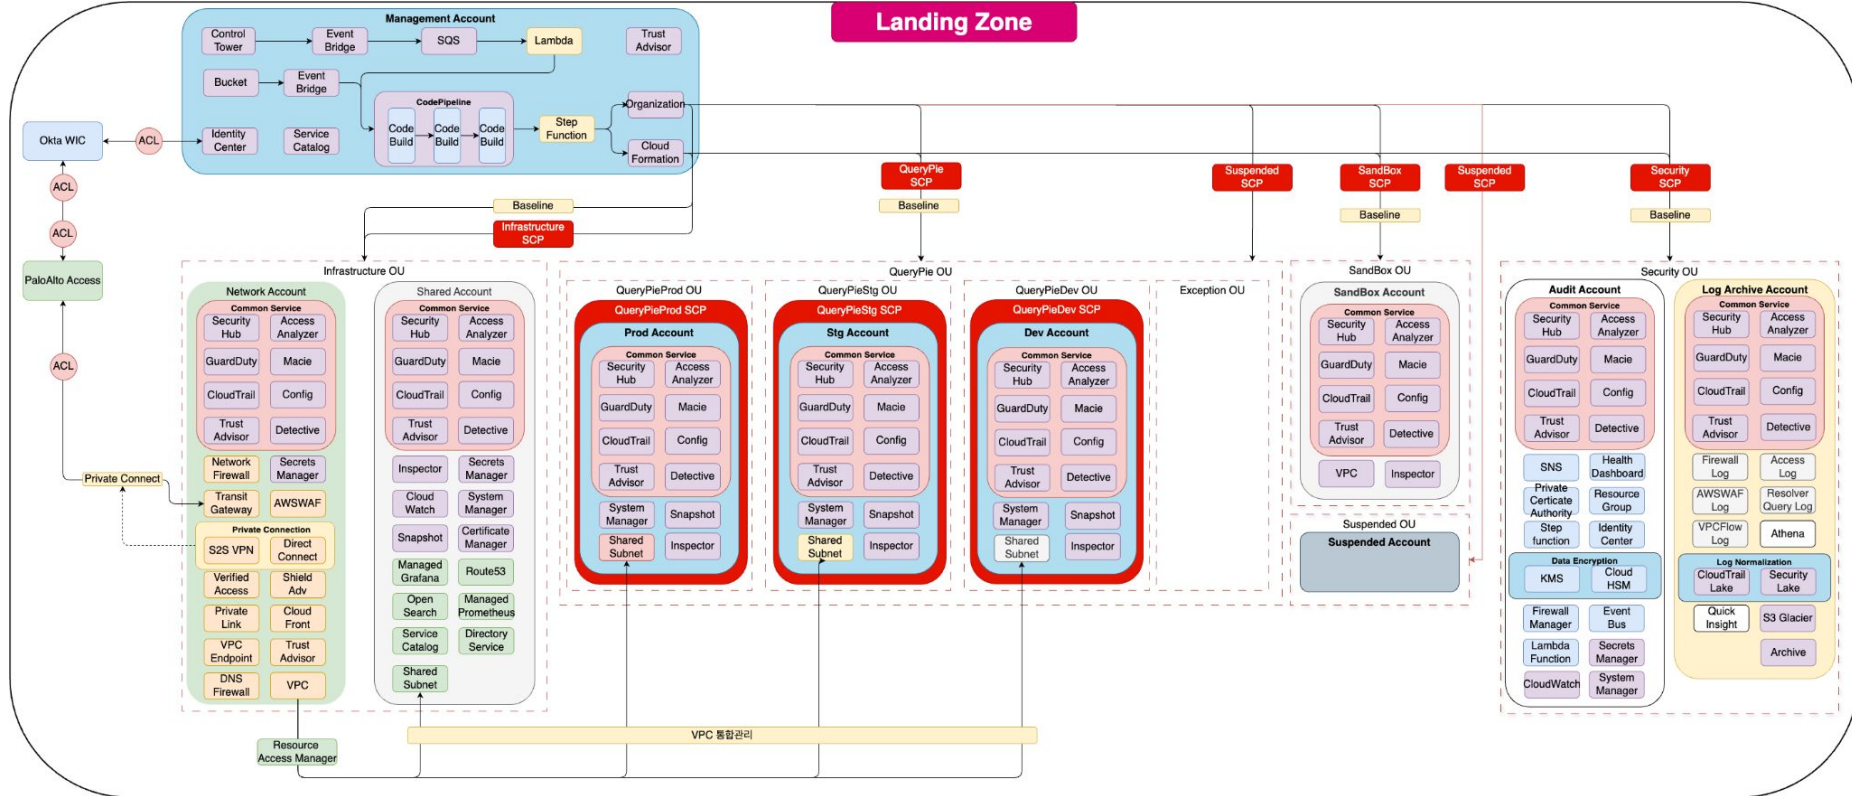 Landing Zone
Management Account
Control
Tower
Event
Bridge
SQS
Lambda
Trust
Advisor
Bucket
Event
Bridge
CodePipeline
Code
Build
Code
Build
Code
Build
Step
Function
Organization
Cloud
Formation
Identity
Center
Service
Catalog
Okta WIC
ACL
ACL
ACL
PaloAlto Access
ACL
Private Connect
Baseline
Infrastructure
SCP
QueryPie
SCP
Baseline
Suspended
SCP
SandBox
SCP
Baseline
Suspended
SCP
Security
SCP
Baseline
Infrastructure OU
Network Account
Common Service
Security
Hub
Access
Analyzer
GuardDuty
Macie
CloudTrail
Config
Trust
Advisor
Detective
Network
Firewall
Secrets
Manager
Transit
Gateway
AWSWAF
Private Connection
S2S VPN
Direct
Connect
Verified
Access
Shield
Adv
Private
Link
Cloud
Front
VPC
Endpoint
Trust
Advisor
DNS
Firewall
VPC
Resource
Access Manager
Shared Account
Common Service
Security
Hub
Access
Analyzer
GuardDuty
Macie
CloudTrail
Config
Trust
Advisor
Detective
Inspector
Secrets
Manager
Cloud
Watch
System
Manager
Snapshot
Certificate
Manager
Managed
Grafana
Route53
Open
Search
Managed
Prometheus
Service
Catalog
Directory
Service
Shared
Subnet
VPC 통합관리
QueryPie OU
QueryPieProd OU
QueryPieProd SCP
Prod Account
Common Service
Security
Hub
Access
Analyzer
GuardDuty
Macie
CloudTrail
Config
Trust
Advisor
Detective
System
Manager
Snapshot
Shared
Subnet
Inspector
QueryPieStg OU
QueryPieStg SCP
Stg Account
Common Service
Security
Hub
Access
Analyzer
GuardDuty
Macie
CloudTrail
Config
Trust
Advisor
Detective
System
Manager
Snapshot
Shared
Subnet
Inspector
QueryPieDev OU
QueryPieDev SCP
Dev Account
Common Service
Security
Hub
Access
Analyzer
GuardDuty
Macie
CloudTrail
Config
Trust
Advisor
Detective
System
Manager
Snapshot
Shared
Subnet
Inspector
Exception OU
SandBox OU
SandBox Account
Common Service
Security
Hub
Access
Analyzer
GuardDuty
Macie
CloudTrail
Config
Trust
Advisor
Detective
VPC
Inspector
Suspended OU
Suspended Account
Security OU
Audit Account
Common Service
Security
Hub
Access
Analyzer
GuardDuty
Macie
CloudTrail
Config
Trust
Advisor
Detective
SNS
Health
Dashboard
Private
Certicate
Authority
Resource
Group
Step
function
Identity
Center
Data Encryption
KMS
Cloud
HSM
Firewall
Manager
Event
Bus
Lambda
Function
Secrets
Manager
CloudWatch
System
Manager
Log Archive Account
Common Service
Security
Hub
Access
Analyzer
GuardDuty
Macie
CloudTrail
Config
Trust
Advisor
Detective
Firewall
Log
Access
Log
AWSWAF
Log
Resolver
Query Log
VPCFlow
Log
Athena
Log Normalization
CloudTrail
Lake
Security
Lake
Quick
Insight
S3 Glacier
Archive